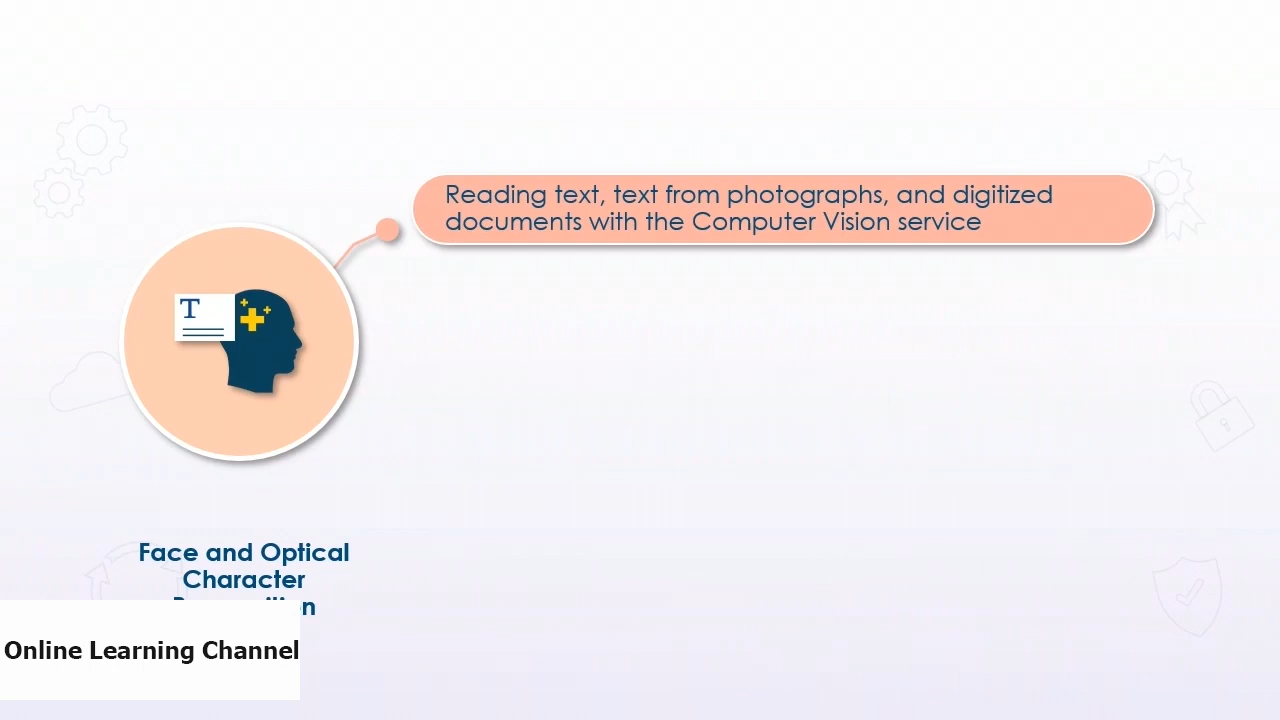 Reading text, text from photographs, and digitized
documents with the Computer Vision service
T
Face and Optical
Character
Online Learning Channel